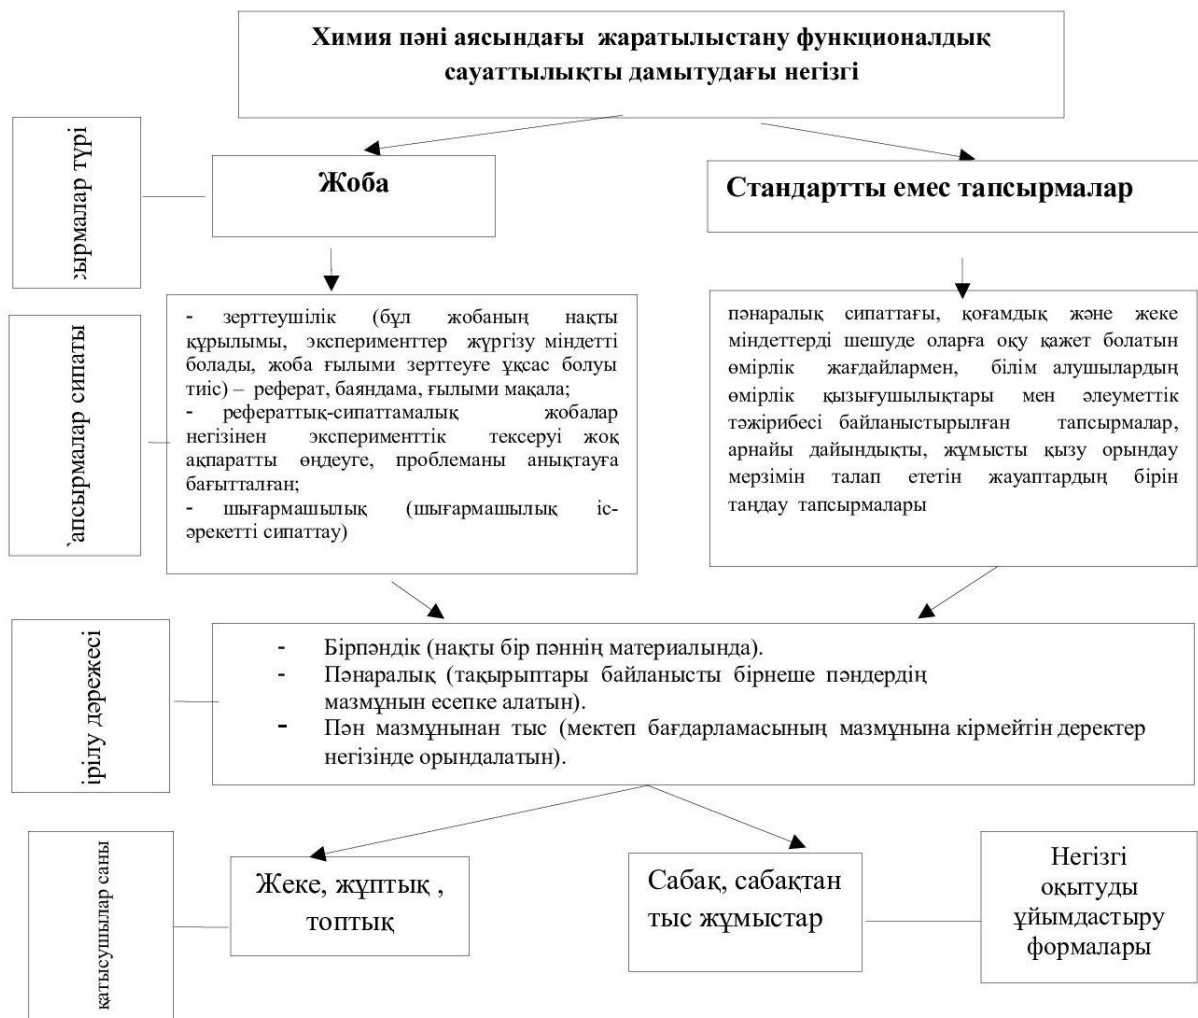 Химия пәні аясындағы жаратылыстану функционалдық
сауаттылықты дамытудағы негізгі
ырмалар түрі
Жоба
Стандартты емес тапсырмалар
апсырмалар сипаты
- зерттеушілік (бұл жобаның нақты
құрылымы, эксперименттер жүргізу міндетті
болады, жоба ғылыми зерттеуге ұқсас болуы
тиіс) – реферат, баяндама, ғылыми мақала;
- рефераттық-сипаттамалық жобалар
негізінен эксперименттік тексеруі жоқ
ақпаратты өңдеуге, проблеманы анықтауға
бағытталған;
- шығармашылық (шығармашылық іс-
әрекетті сипаттау)
пәнаралық сипаттағы, қоғамдық және жеке
міндеттерді шешуде оларға оқу қажет болатын
өмірлік жағдайлармен, білім алушылардың
өмірлік қызығушылықтары мен әлеуметтік
тәжірибесі байланыстырылған тапсырмалар,
арнайы дайындықты, жұмысты қызу орындау
мерзімін талап ететін жауаптардың бірін
таңдау тапсырмалары
ірілу дәрежесі
- Бірпәндік (нақты бір пәннің материалында).
- Пәнаралық (тақырыптары байланысты бірнеше пәндердің
мазмұнын есепке алатын).
- Пән мазмұнынан тыс (мектеп бағдарламасының мазмұнына кірмейтін деректер
негізінде орындалатын).
қатысушылар саны
Жеке, жұптық ,
топтық
Сабақ, сабақтан
тыс жұмыстар
Негізгі
оқытуды
ұйымдастыру
формалары